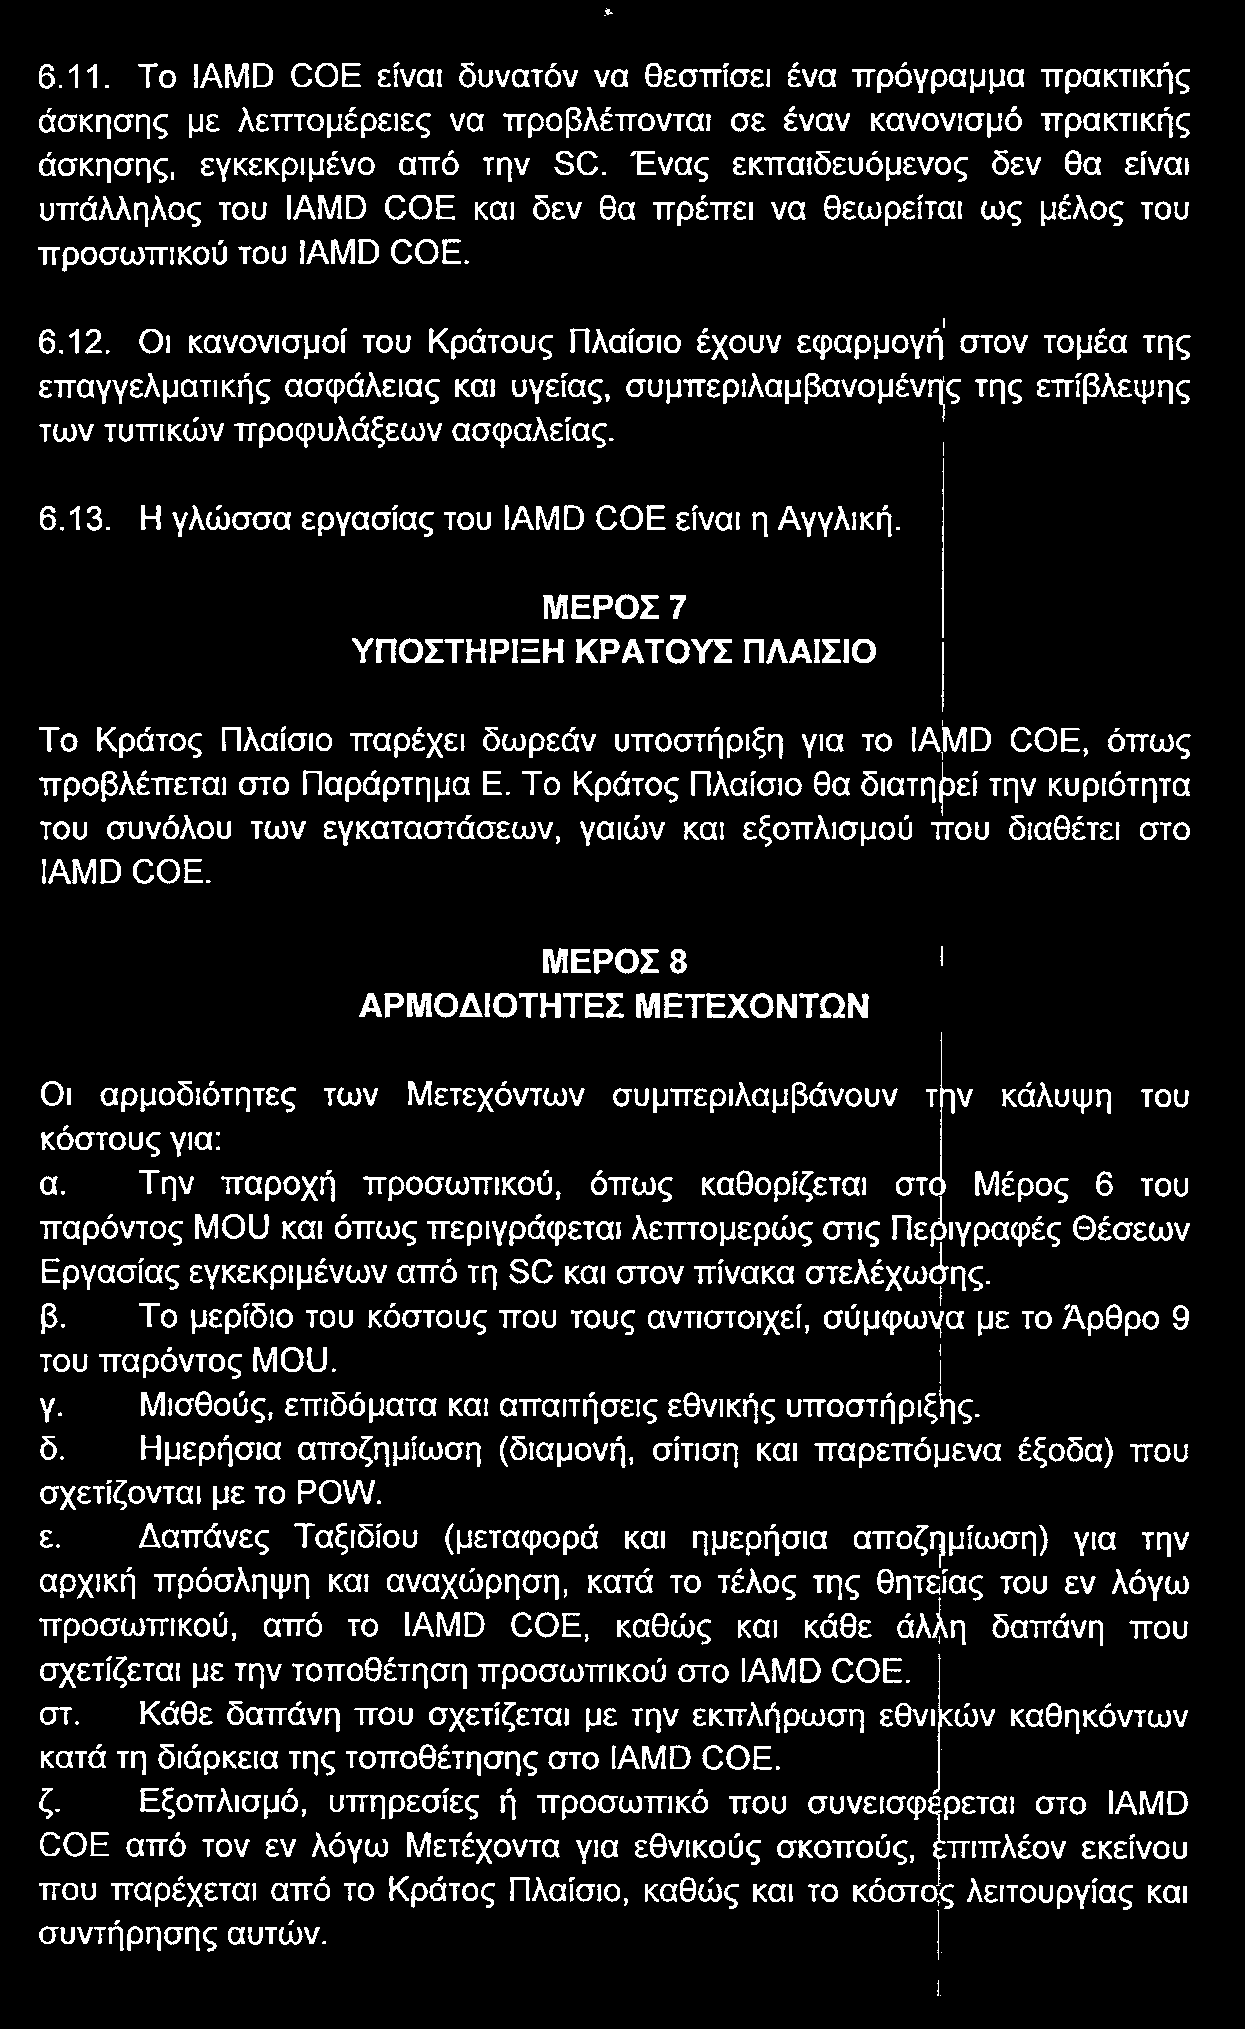 6.11. Το IAMD COE είναι δυνατόν να θεσπίσει ένα πρόγραμμα πρακτικής
άσκησης με λεπτομέρειες να προβλέπονται σε έναν κανονισμό πρακτικής
άσκησης, εγκεκριμένο από την SC. Ένας εκπαιδευόμενος δεν θα είναι
υπάλληλος του IAMD COE και δεν θα πρέπει να θεωρείται ως μέλος του
προσωπικού του IAMD COE.
6.12. Οι κανονισμοί του Κράτους Πλαίσιο έχουν εφαρμογή στον τομέα της
επαγγελματικής ασφάλειας και υγείας, συμπεριλαμβανομένης της επίβλεψης
των τυπικών προφυλάξεων ασφαλείας.
6.13. Η γλώσσα εργασίας του IAMD COE είναι η Αγγλική.
ΜΕΡΟΣ 7
ΥΠΟΣΤΗΡΙΞΗ ΚΡΑΤΟΥΣ ΠΛΑΙΣΙΟ
Το Κράτος Πλαίσιο παρέχει δωρεάν υποστήριξη για το IAMD COE, όπως
προβλέπεται στο Παράρτημα Ε. Το Κράτος Πλαίσιο θα διατηρεί την κυριότητα
του συνόλου των εγκαταστάσεων, γαιών και εξοπλισμού που διαθέτει στο
IAMD COE.
ΜΕΡΟΣ 8
ΑΡΜΟΔΙΟΤΗΤΕΣ ΜΕΤΕΧΟΝΤΩΝ
Οι αρμοδιότητες των Μετεχόντων συμπεριλαμβάνουν την κάλυψη του
κόστους για:
α. Την παροχή προσωπικού, όπως καθορίζεται στο Μέρος 6 του
παρόντος MOU και όπως περιγράφεται λεπτομερώς στις Περιγραφές Θέσεων
Εργασίας εγκεκριμένων από τη SC και στον πίνακα στελέχωσης.
β. Το μερίδιο του κόστους που τους αντιστοιχεί, σύμφωνα με το Άρθρο 9
του παρόντος MOU.
γ. Μισθούς, επιδόματα και απαιτήσεις εθνικής υποστήριξης.
δ. Ημερήσια αποζημίωση (διαμονή, σίτιση και παρεπόμενα έξοδα) που
σχετίζονται με το POW.
ε. Δαπάνες Ταξιδίου (μεταφορά και ημερήσια αποζημίωση) για την
αρχική πρόσληψη και αναχώρηση, κατά το τέλος της θητείας του εν λόγω
προσωπικού, από το IAMD COE, καθώς και κάθε άλλη δαπάνη που
σχετίζεται με την τοποθέτηση προσωπικού στο IAMD COE.
στ. Κάθε δαπάνη που σχετίζεται με την εκπλήρωση εθνικών καθηκόντων
κατά τη διάρκεια της τοποθέτησης στο IAMD COE.
ζ. Εξοπλισμό, υπηρεσίες ή προσωπικό που συνεισφέρεται στο IAMD
COE από τον εν λόγω Μετέχοντα για εθνικούς σκοπούς, επιπλέον εκείνου
που παρέχεται από το Κράτος Πλαίσιο, καθώς και το κόστος λειτουργίας και
συντήρησης αυτών.